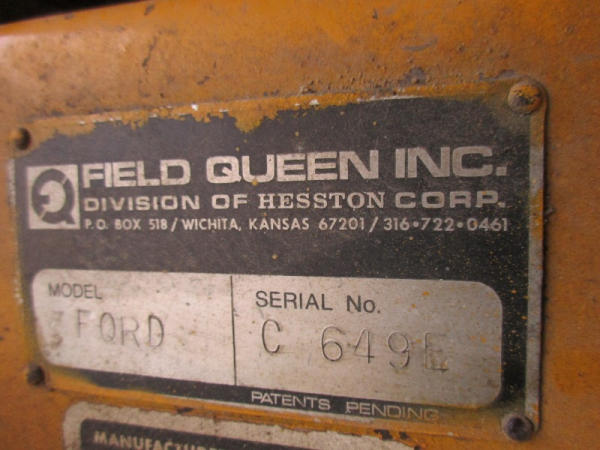 FIELD QUEEN INC.
DIVISION OF HESSTON CORP.
P.O. BOX 518 / WICHITA, KANSAS 67201 / 316•722•0461
MODEL
FORD
SERIAL No.
C 649E
PATENTS PENDING